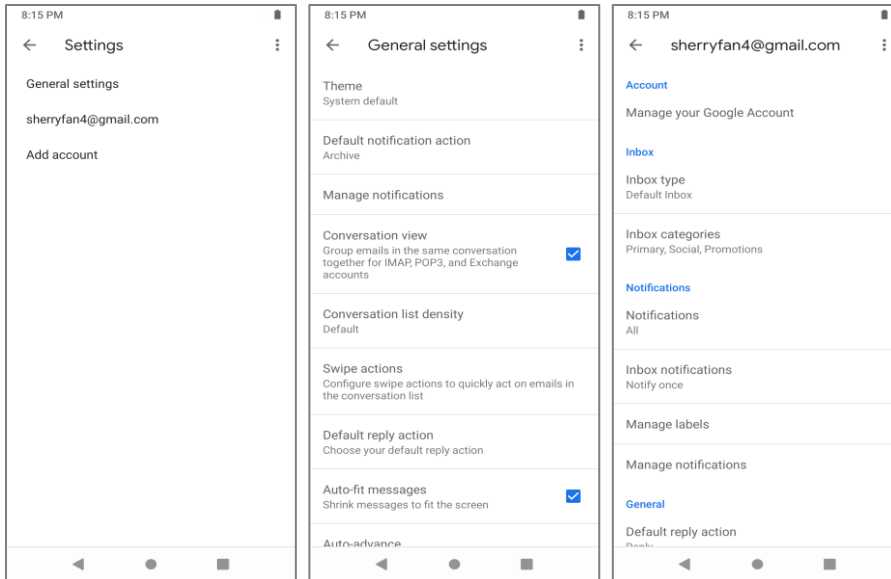 8:15 PM
Settings
General settings
sherryfan4@gmail.com
Add account
8:15 PM
General settings
Theme
System default
Default notification action
Archive
Manage notifications
Conversation view
Group emails in the same conversation
together for IMAP, POP3, and Exchange
accounts
Conversation list density
Default
Swipe actions
Configure swipe actions to quickly act on emails in
the conversation list
Default reply action
Choose your default reply action
Auto-fit messages
Shrink messages to fit the screen
Auto-advance
8:15 PM
sherryfan4@gmail.com
Account
Manage your Google Account
Inbox
Inbox type
Default Inbox
Inbox categories
Primary, Social, Promotions
Notifications
Notifications
All
Inbox notifications
Notify once
Manage labels
Manage notifications
General
Default reply action
Reply